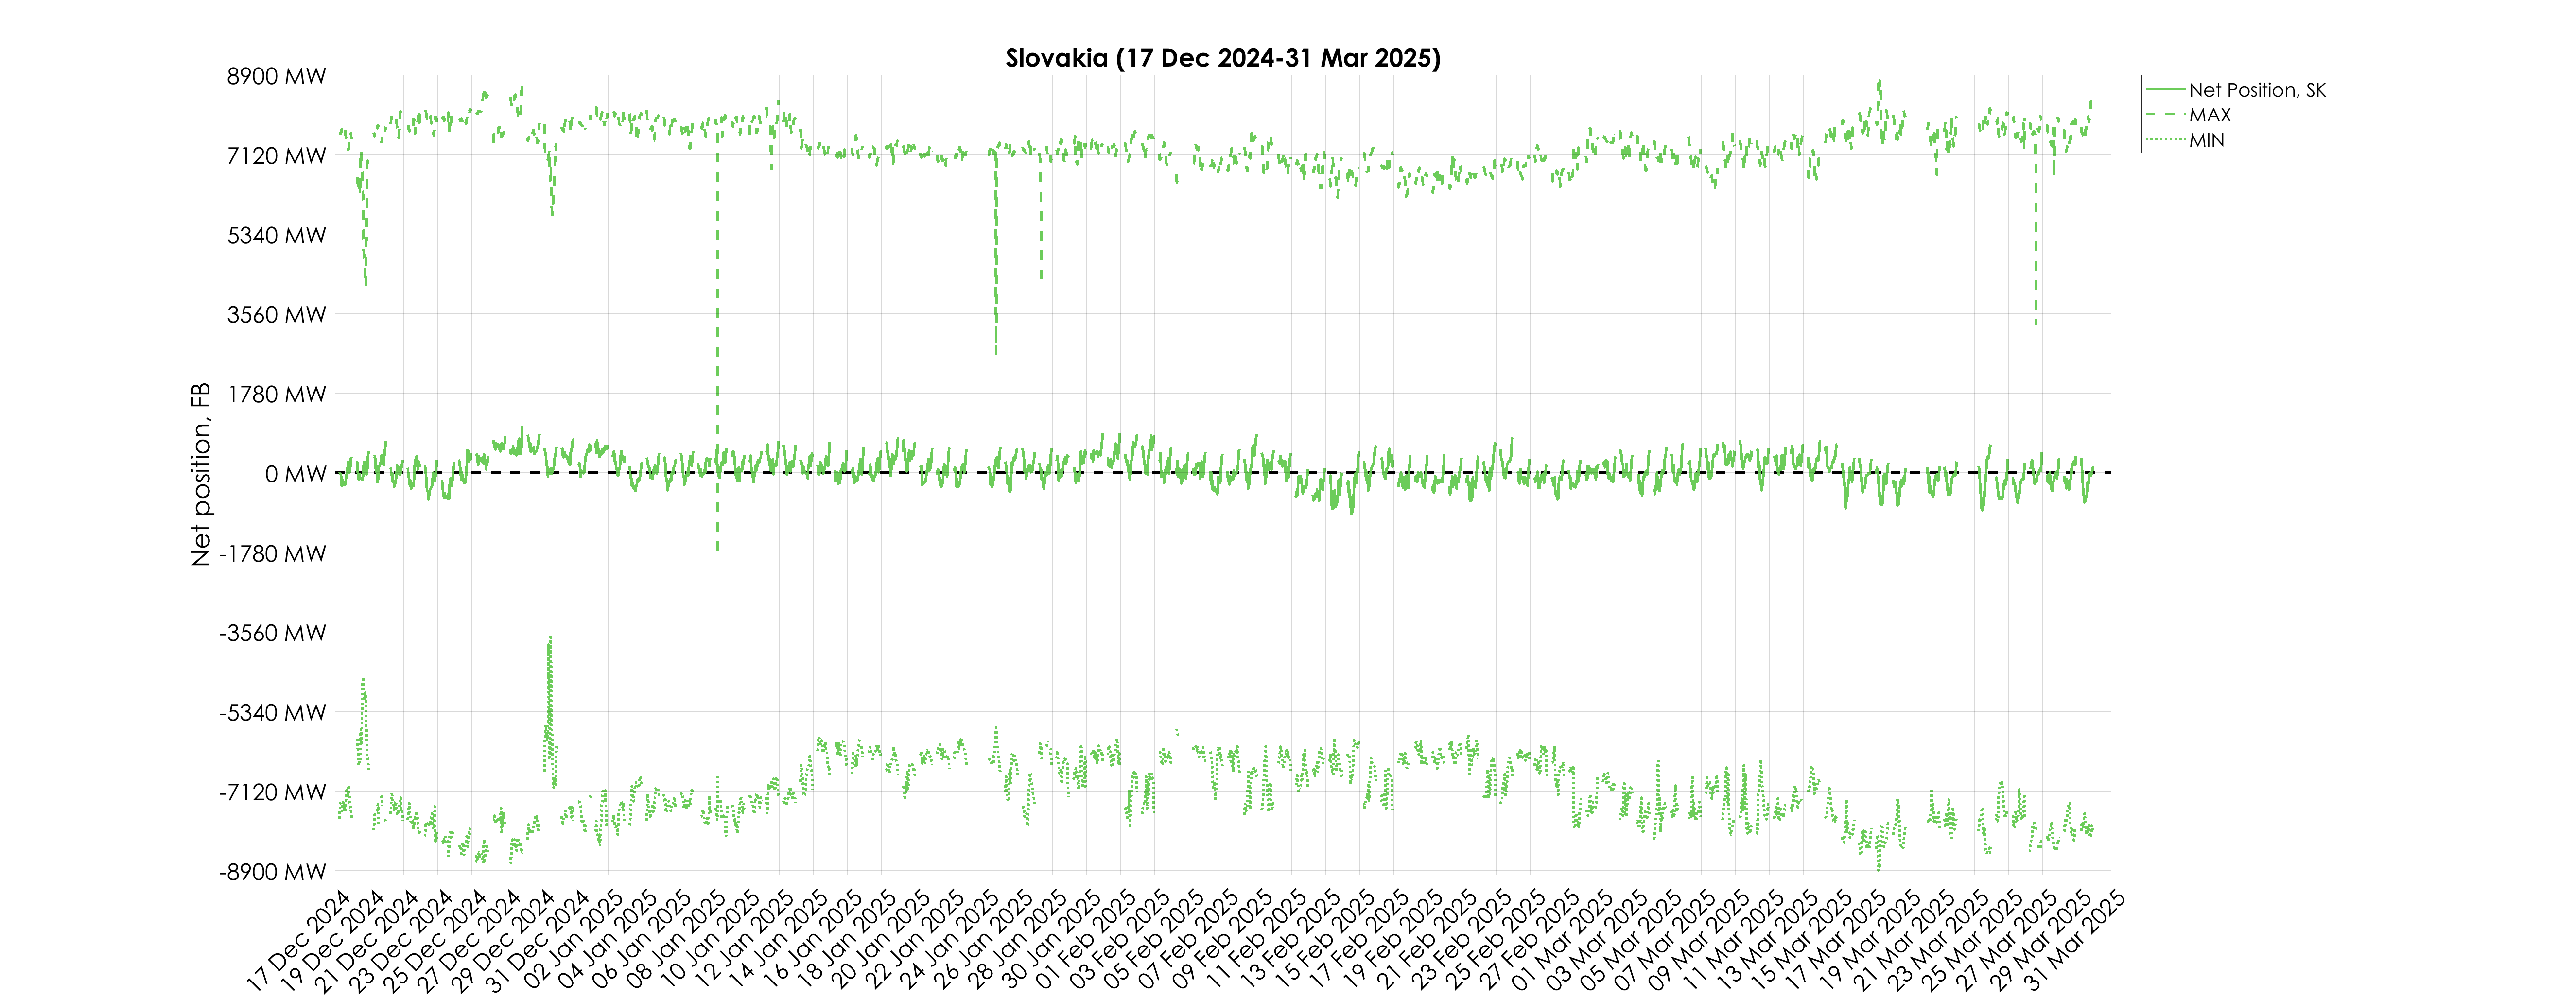 Slovakia (17 Dec 2024-31 Mar 2025)
8900 MW
7120 MW
5340 MW
3560 MW
1780 MW
0 MW
-1780 MW
-3560 MW
-5340 MW
-7120 MW
-8900 MW
Net position, FB
17 Dec 2024
19 Dec 2024
21 Dec 2024
23 Dec 2024
25 Dec 2024
27 Dec 2024
29 Dec 2024
31 Dec 2024
02 Jan 2025
04 Jan 2025
06 Jan 2025
08 Jan 2025
10 Jan 2025
12 Jan 2025
14 Jan 2025
16 Jan 2025
18 Jan 2025
20 Jan 2025
22 Jan 2025
24 Jan 2025
26 Jan 2025
28 Jan 2025
30 Jan 2025
01 Feb 2025
03 Feb 2025
05 Feb 2025
07 Feb 2025
09 Feb 2025
11 Feb 2025
13 Feb 2025
15 Feb 2025
17 Feb 2025
19 Feb 2025
21 Feb 2025
23 Feb 2025
25 Feb 2025
27 Feb 2025
01 Mar 2025
03 Mar 2025
05 Mar 2025
07 Mar 2025
09 Mar 2025
11 Mar 2025
13 Mar 2025
15 Mar 2025
17 Mar 2025
19 Mar 2025
21 Mar 2025
23 Mar 2025
25 Mar 2025
27 Mar 2025
29 Mar 2025
31 Mar 2025
Net Position, SK
MAX
MIN